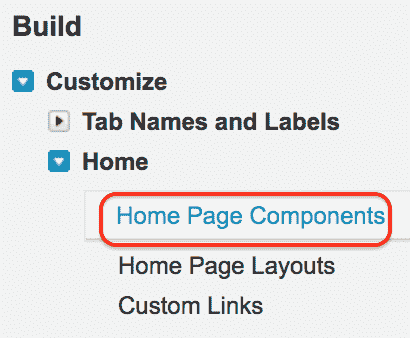 Build
Customize
Tab Names and Labels
Home
Home Page Components
Home Page Layouts
Custom Links